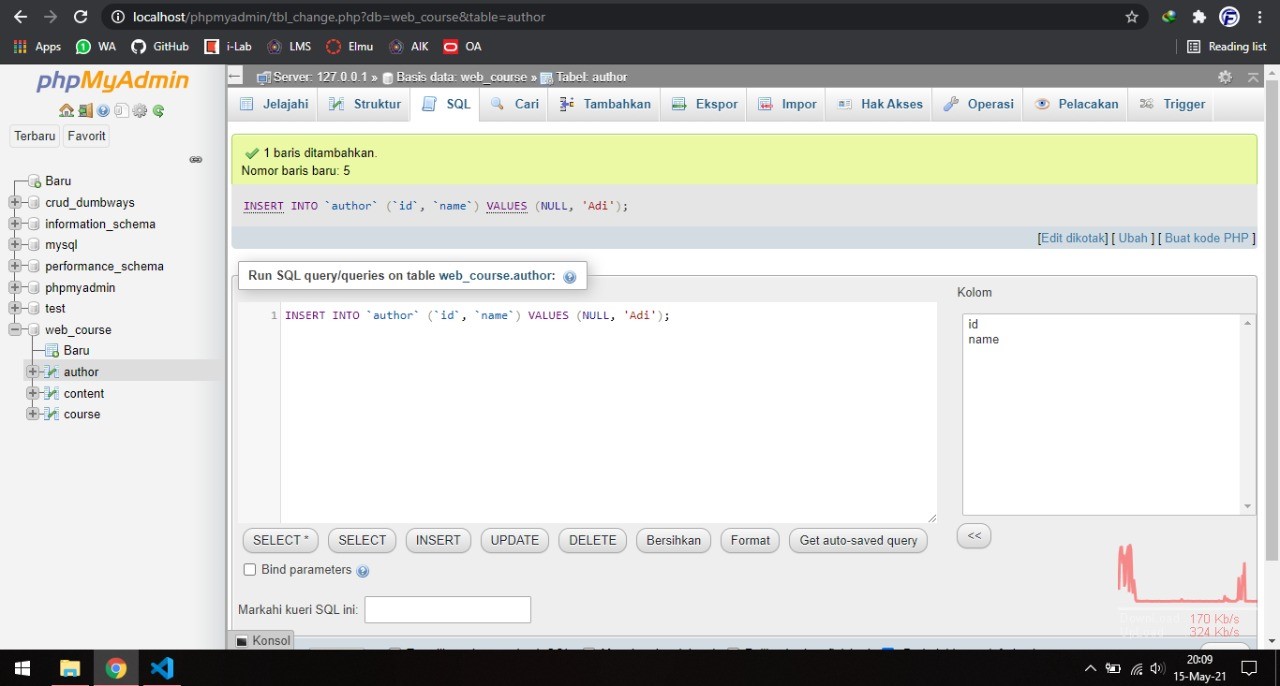 localhost/phpmyadmin/tbl_change.php?db=web_course&table=author
Apps WA GitHub i-Lab LMS Elmu AIK OA Reading list
phpMyAdmin
Terbaru Favorit
Baru
crud_dumbways
information_schema
mysql
performance_schema
phpmyadmin
test
web_course
Baru
author
content
course
Server: 127.0.0.1 » Basis data: web_course » Tabel: author
Jelajahi Struktur SQL Cari Tambahkan Ekspor Impor Hak Akses Operasi Pelacakan Trigger
1 baris ditambahkan.
Nomor baris baru: 5
INSERT INTO `author` (`id`, `name`) VALUES (NULL, 'Adi');
[Edit dikotak] [ Ubah ] [ Buat kode PHP ]
Run SQL query/queries on table web_course.author:
1 INSERT INTO `author` (`id`, `name`) VALUES (NULL, 'Adi');
Kolom
id
name
SELECT * SELECT INSERT UPDATE DELETE Bersihkan Format Get auto-saved query
<<
Bind parameters
Markahi kueri SQL ini:
170 Kb/s
324 Kb/s
Konsol
20:09
15-May-21